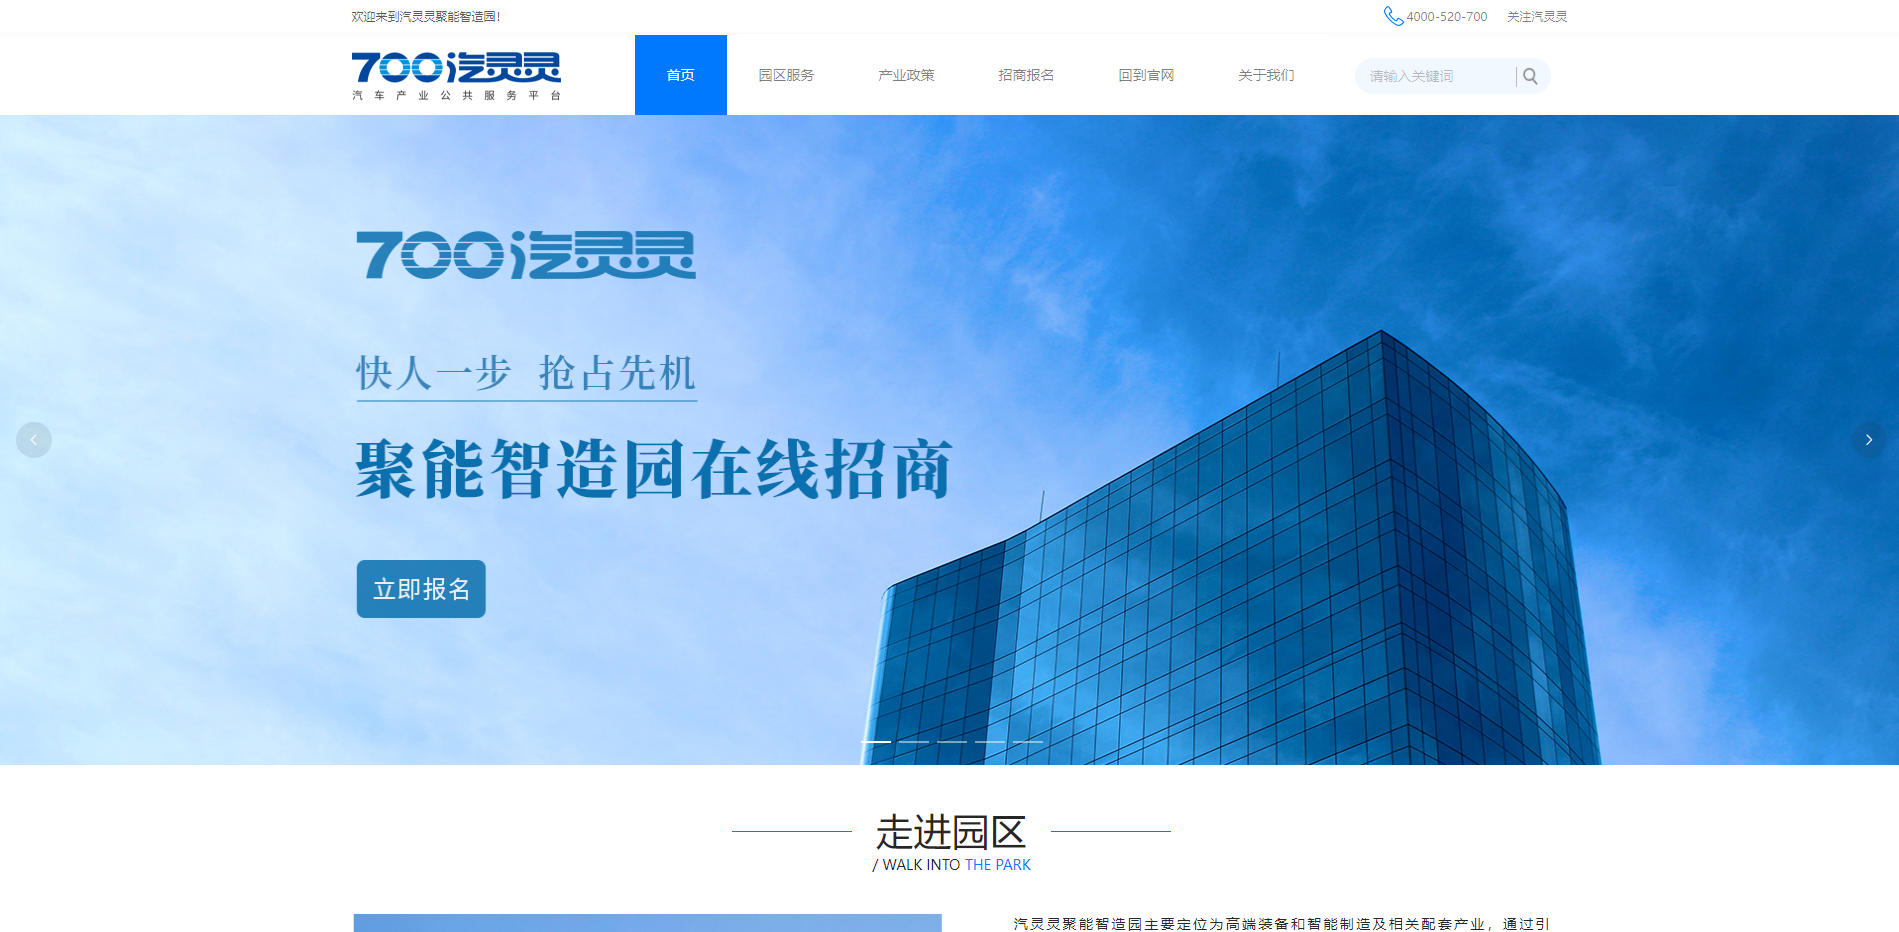 欢迎来到汽灵灵聚能智造园!
4000-520-700 关注汽灵灵
700汽灵灵
汽车产业公共服务平台
首页 园区服务 产业政策 招商报名 回到官网 关于我们 请输入关键词
700汽灵灵
快人一步 抢占先机
聚能智造园在线招商
立即报名
走进园区
/ WALK INTO THE PARK
汽灵灵聚能智造园主要定位为高端装备和智能制造及相关配套产业，通过引